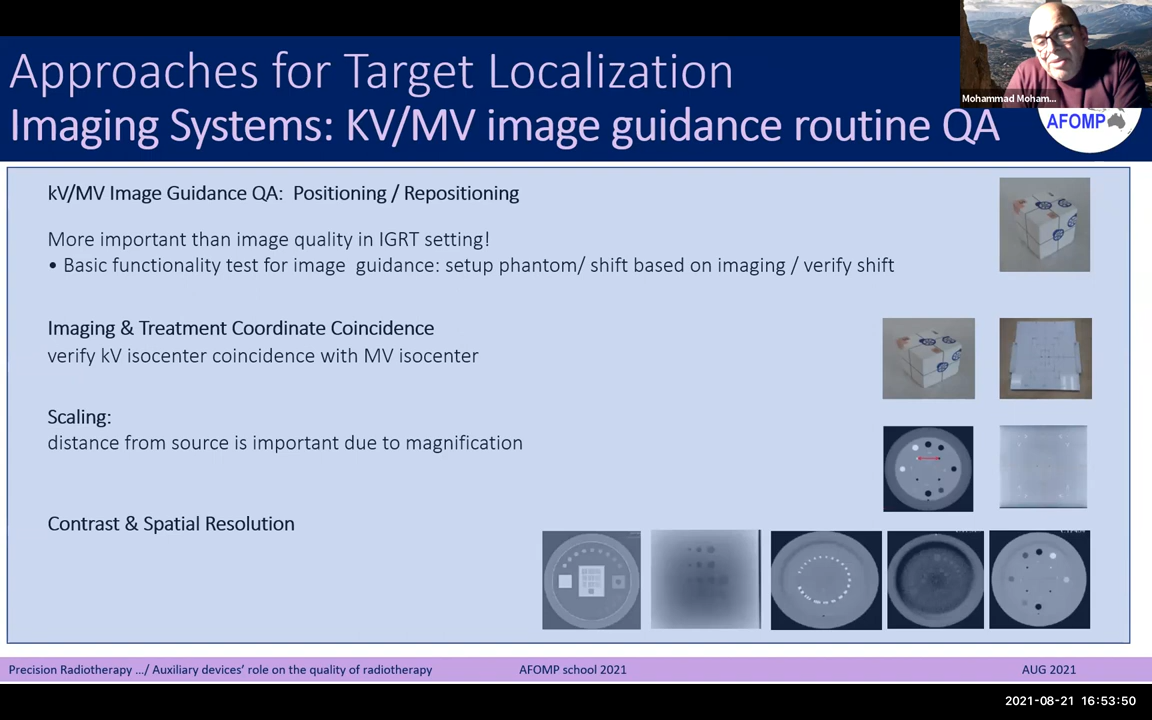 Approaches for Target Localization
Mohammad Moham...
Imaging Systems: KV/MV image guidance routine QA
AFOMP
kV/MV Image Guidance QA:  Positioning / Repositioning
More important than image quality in IGRT setting!
• Basic functionality test for image  guidance: setup phantom/ shift based on imaging / verify shift
Imaging & Treatment Coordinate Coincidence
verify kV isocenter coincidence with MV isocenter
Scaling:
distance from source is important due to magnification
Contrast & Spatial Resolution
Precision Radiotherapy .../ Auxiliary devices' role on the quality of radiotherapy
AFOMP school 2021
AUG 2021
2021-08-21 16:53:50